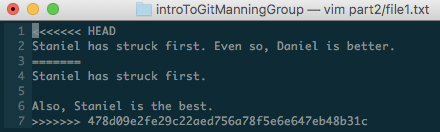 introToGitManningGroup — vim part2/file1.txt
1 <<<<<<< HEAD
2 Staniel has struck first. Even so, Daniel is better.
3 =======
4 Staniel has struck first.
5
6 Also, Staniel is the best.
7 >>>>>>> 478d09e2fe29c22aed756a78f5e6e647eb48b31c